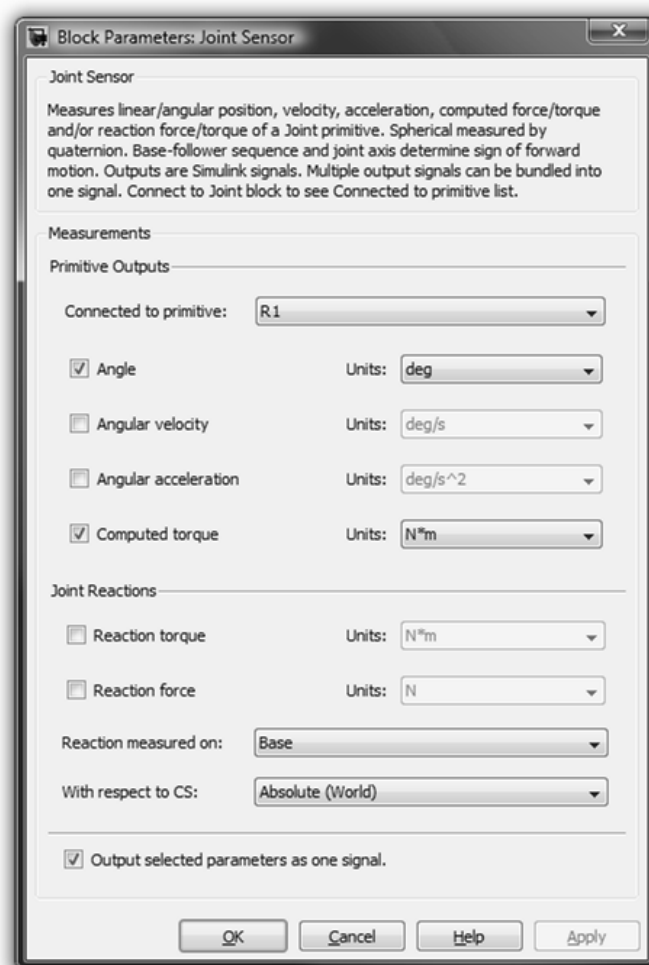 Block Parameters: Joint Sensor
Joint Sensor
Measures linear/angular position, velocity, acceleration, computed force/torque
and/or reaction force/torque of a Joint primitive. Spherical measured by
quaternion. Base-follower sequence and joint axis determine sign of forward
motion. Outputs are Simulink signals. Multiple output signals can be bundled into
one signal. Connect to Joint block to see Connected to primitive list.
Measurements
Primitive Outputs
Connected to primitive: R1
Angle Units: deg
Angular velocity Units: deg/s
Angular acceleration Units: deg/s^2
Computed torque Units: N*m
Joint Reactions
Reaction torque Units: N*m
Reaction force Units: N
Reaction measured on: Base
With respect to CS: Absolute (World)
Output selected parameters as one signal.
OK Cancel Help Apply